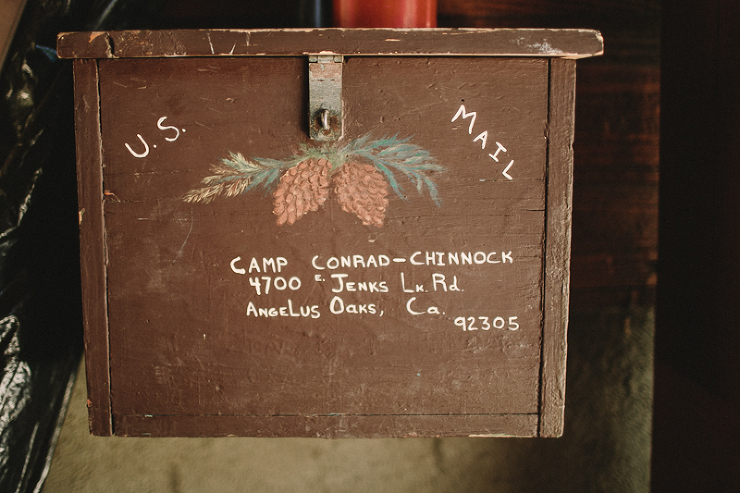 U.S. MAIL
CAMP CONRAD-CHINNOCK
4700 E. JENKS LK. Rd.
ANGELUS OAKS, Ca.
92305